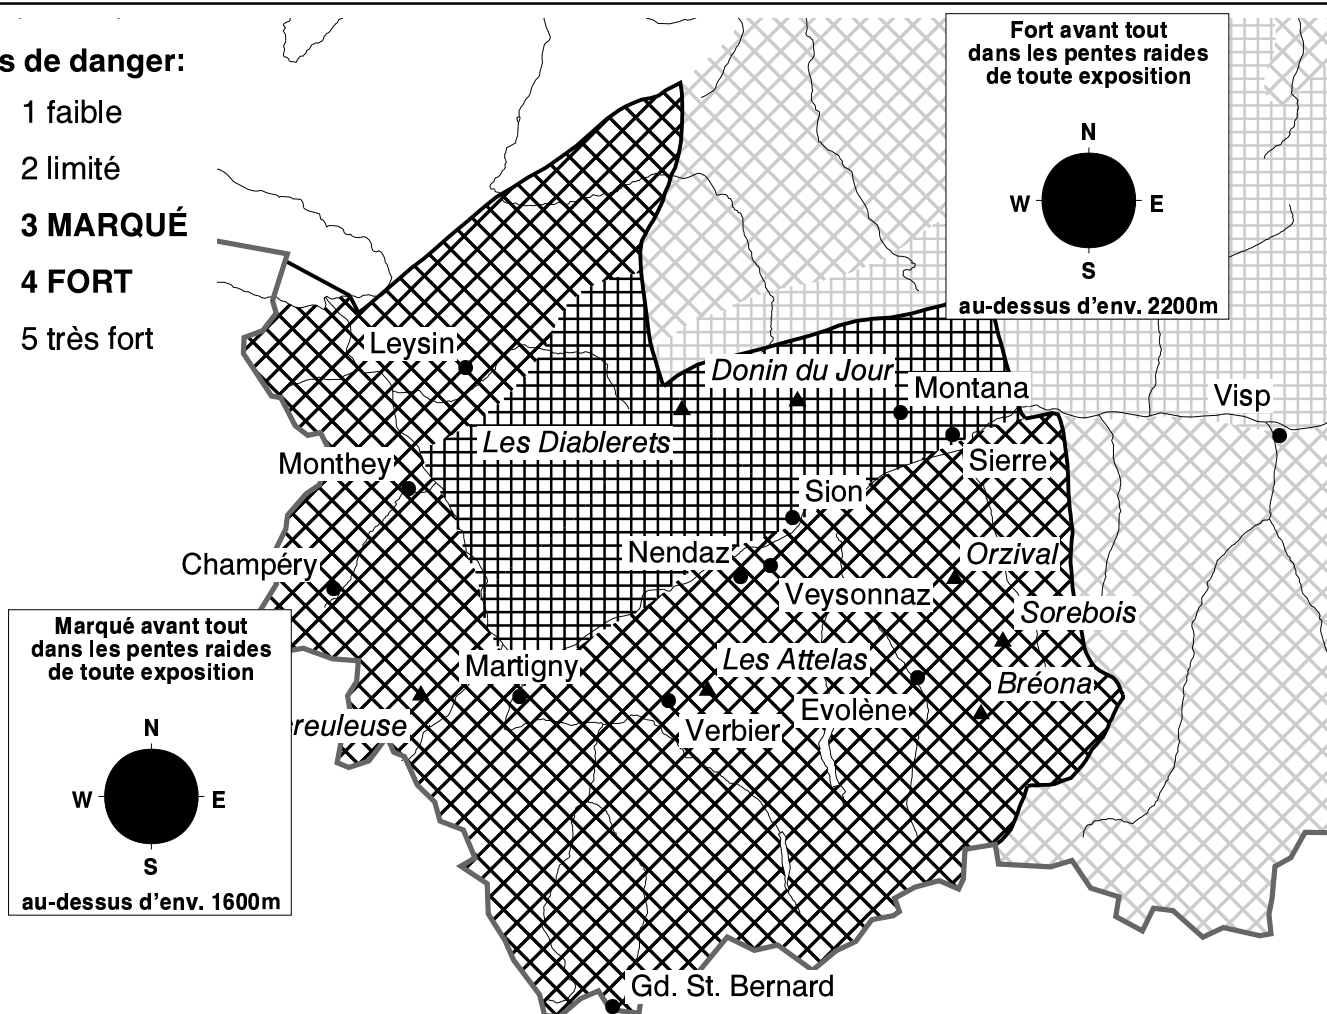 s de danger:
1 faible
2 limité
3 MARQUÉ
4 FORT
5 très fort
Fort avant tout
dans les pentes raides
de toute exposition
N
W E
S
au-dessus d'env. 2200m
Leysin
Donin du Jour
Montana
Visp
Les Diablerets
Monthey
Sierre
Sion
Nendaz
Orzival
Champéry
Veysonnaz
Sorebois
Marqué avant tout
dans les pentes raides
de toute exposition
N
W E
S
au-dessus d'env. 1600m
Martigny
Les Attelas
Bréona
Evolène
creuleuse
Verbier
Gd. St. Bernard